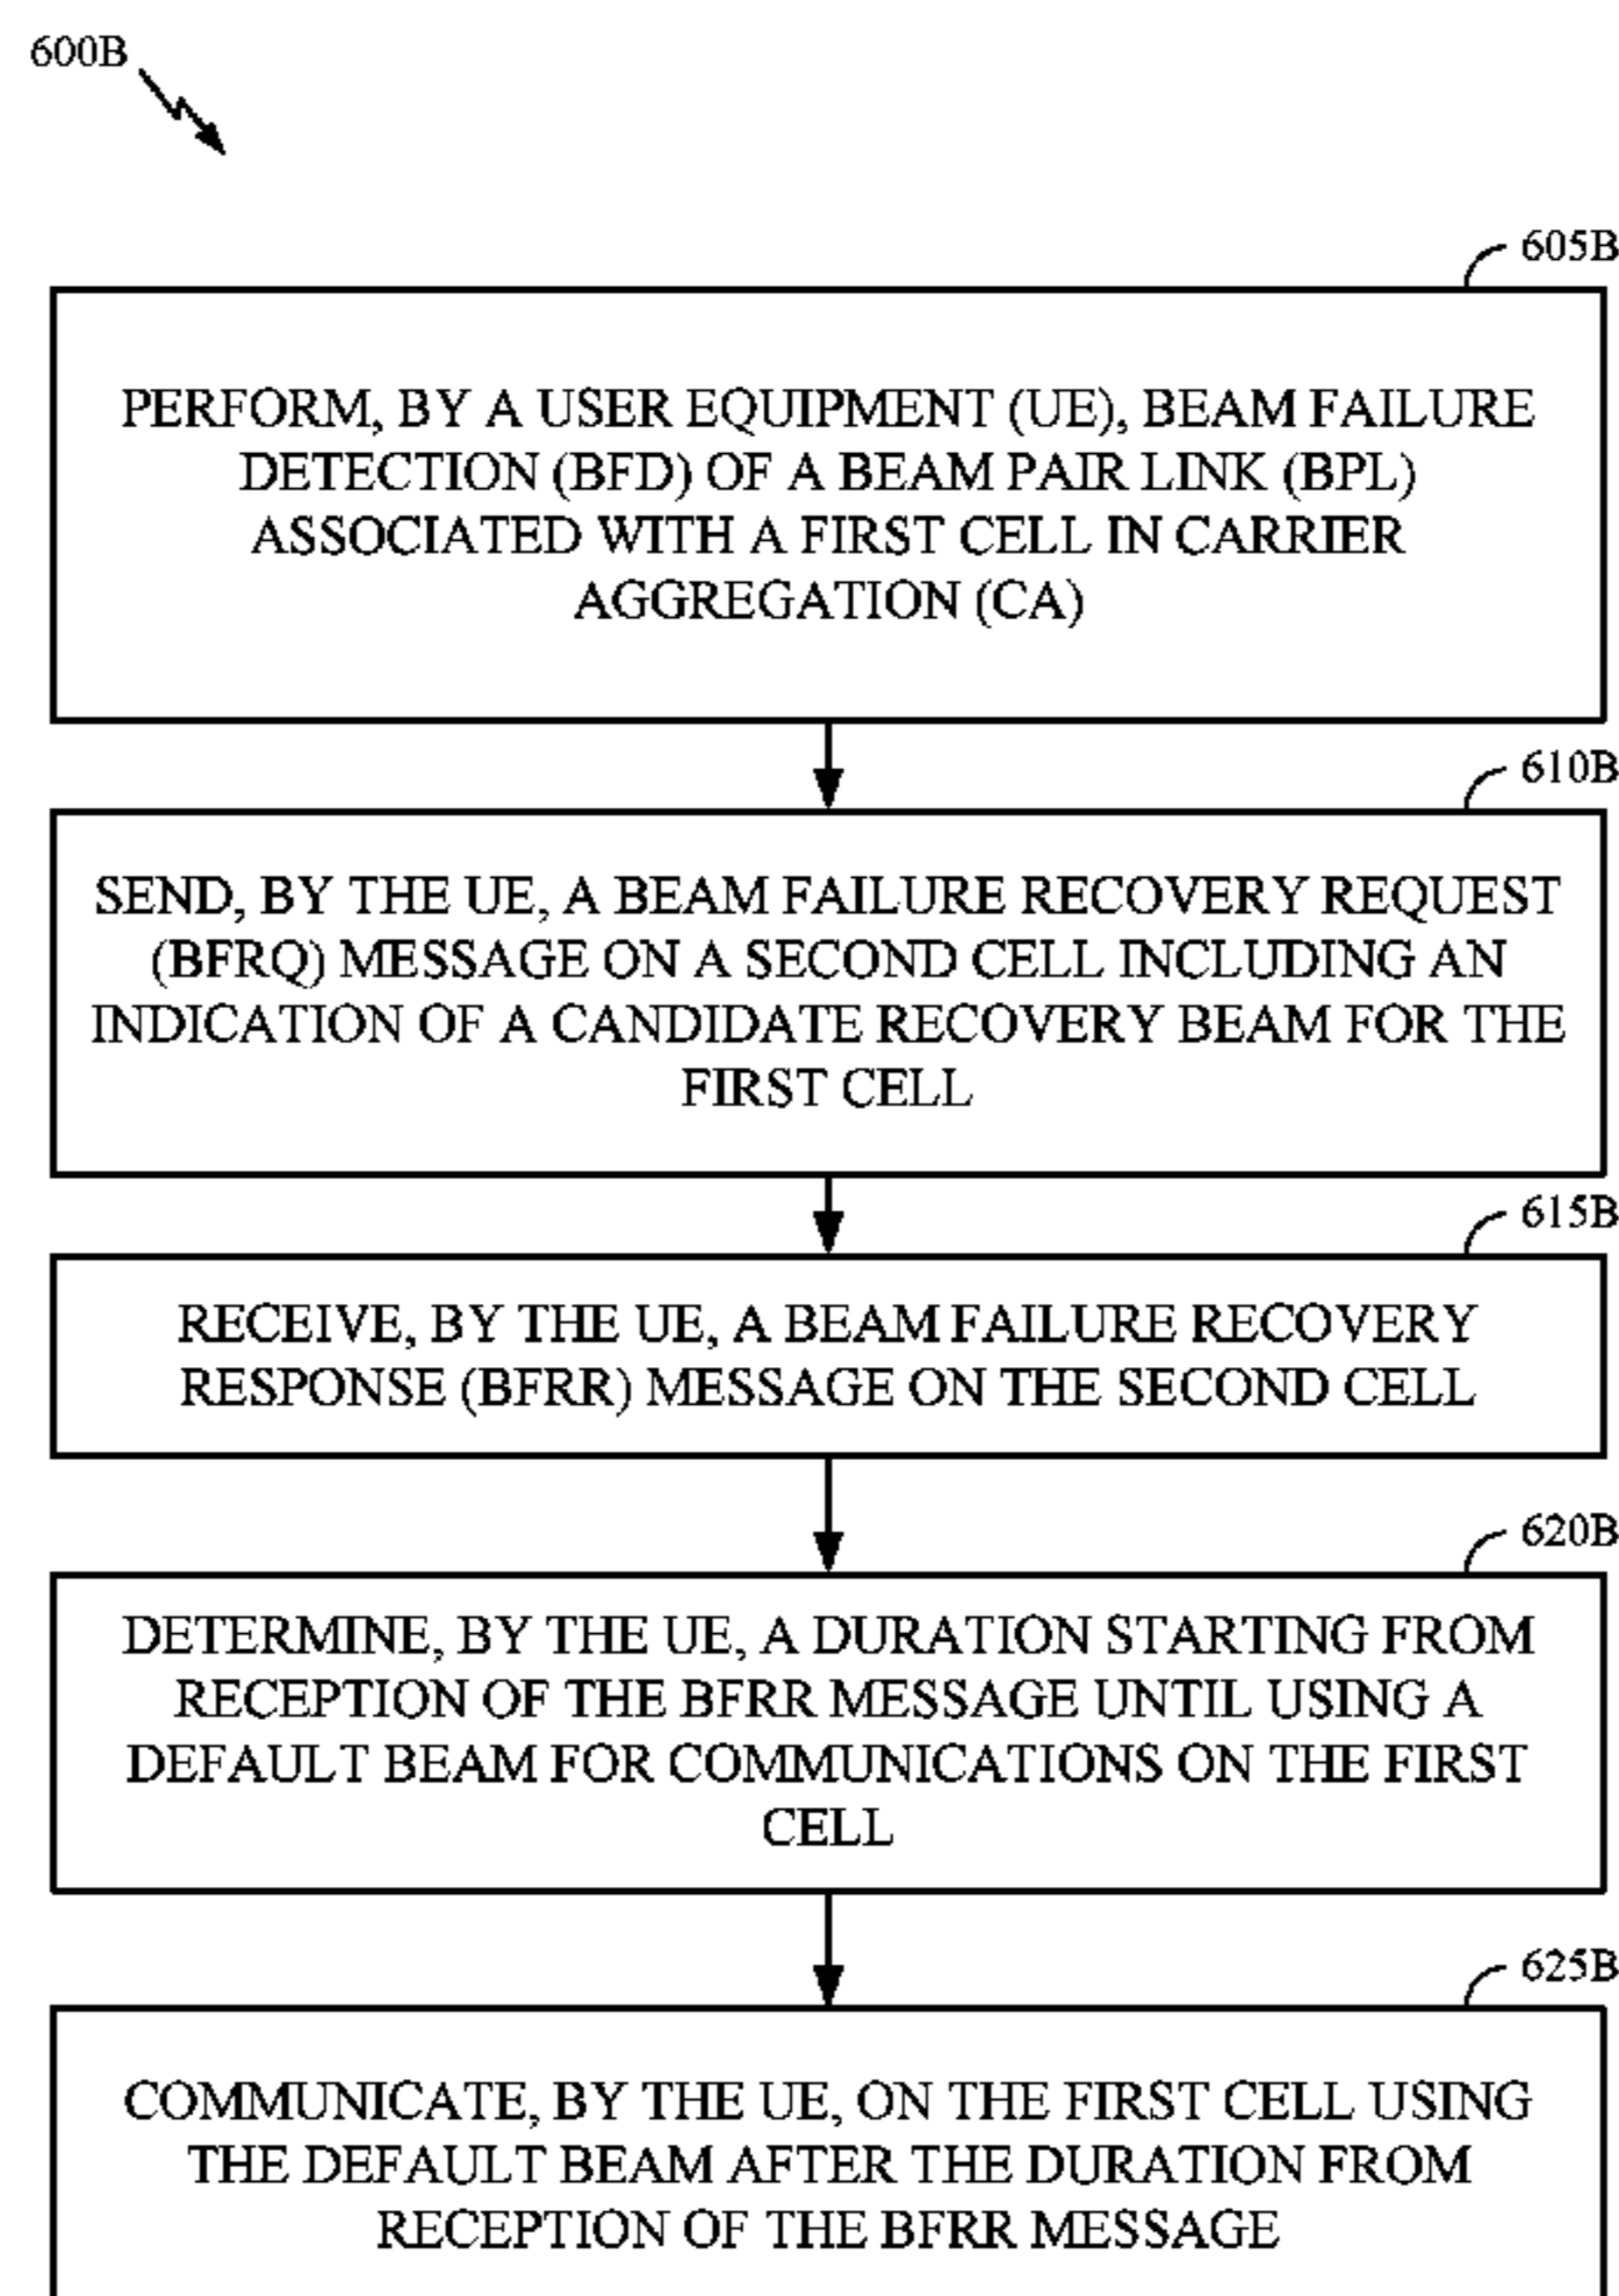 600B
605B
PERFORM, BY A USER EQUIPMENT (UE), BEAM FAILURE
DETECTION (BFD) OF A BEAM PAIR LINK (BPL)
ASSOCIATED WITH A FIRST CELL IN CARRIER
AGGREGATION (CA)
610B
SEND, BY THE UE, A BEAM FAILURE RECOVERY REQUEST
(BFRQ) MESSAGE ON A SECOND CELL INCLUDING AN
INDICATION OF A CANDIDATE RECOVERY BEAM FOR THE
FIRST CELL
615B
RECEIVE, BY THE UE, A BEAM FAILURE RECOVERY
RESPONSE (BFRR) MESSAGE ON THE SECOND CELL
620B
DETERMINE, BY THE UE, A DURATION STARTING FROM
RECEPTION OF THE BFRR MESSAGE UNTIL USING A
DEFAULT BEAM FOR COMMUNICATIONS ON THE FIRST
CELL
625B
COMMUNICATE, BY THE UE, ON THE FIRST CELL USING
THE DEFAULT BEAM AFTER THE DURATION FROM
RECEPTION OF THE BFRR MESSAGE